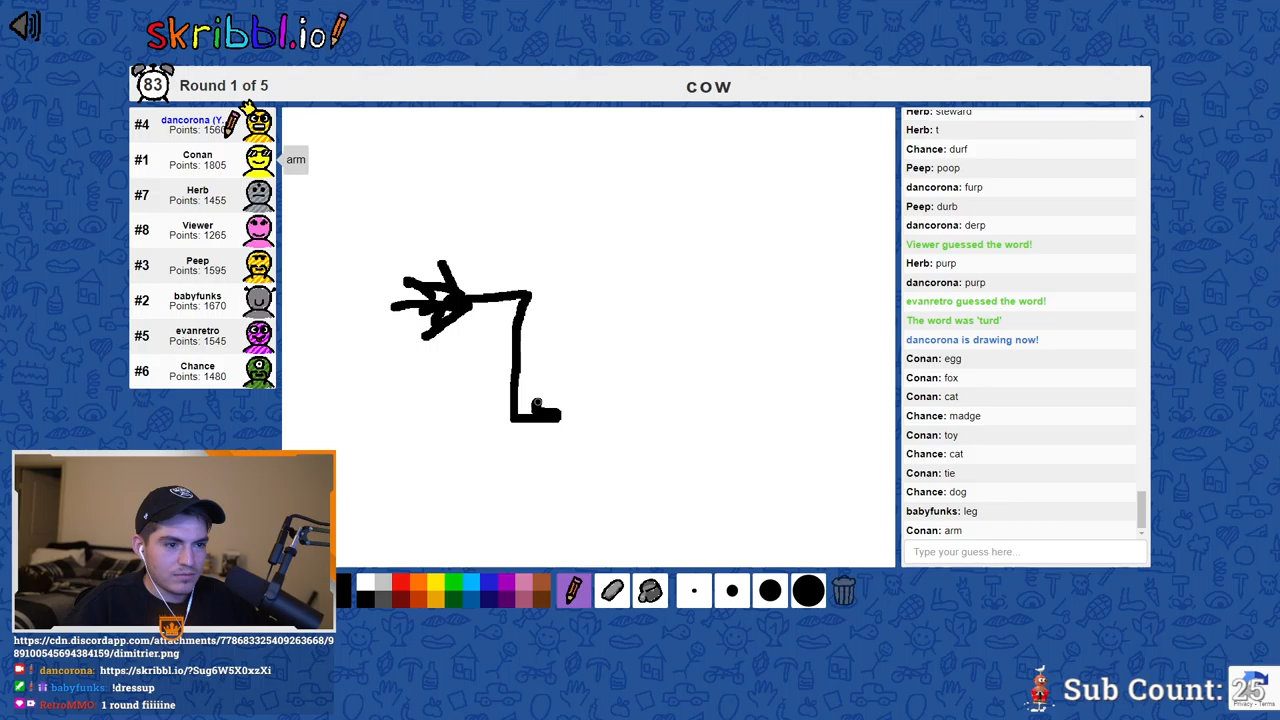 skribbl.io
83
Round 1 of 5
cow
#4
dancorona (Y.
Points: 1560
#1
Conan
Points: 1805
arm
#7
Herb
Points: 1455
#8
Viewer
Points: 1265
#3
Peep
Points: 1595
#2
babyfunks
Points: 1670
#5
evanretro
Points: 1545
#6
Chance
Points: 1480
Herb: steward
Herb: t
Chance: durf
Peep: poop
dancorona: furp
Peep: durb
dancorona: derp
Viewer guessed the word!
Herb: purp
dancorona: purp
evanretro guessed the word!
The word was 'turd'
dancorona is drawing now!
Conan: egg
Conan: fox
Conan: cat
Chance: madge
Conan: toy
Chance: cat
Conan: tie
Chance: dog
babyfunks: leg
Conan: arm
Type your guess here...
https://cdn.discordapp.com/attachments/778683325409263668/9
89100545694384159/dimitrier.png
dancorona: https://skribbl.io/?Sug6W5X0xzXi
babyfunks: !dressup
RetroMMO: 1 round fiiiiine
Sub Count: 25
Privacy - Terms